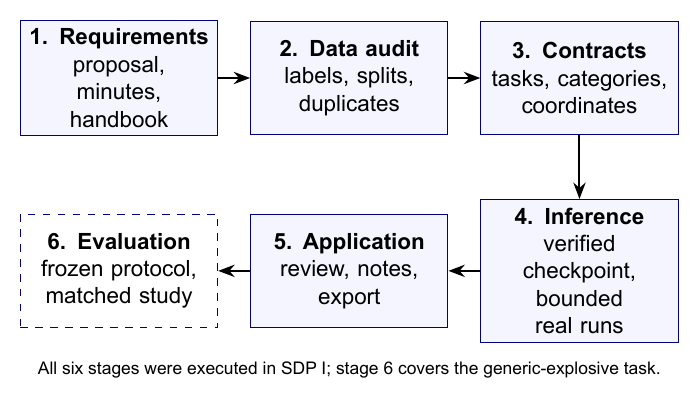 1. Requirements
proposal,
minutes,
handbook
2. Data audit
labels, splits,
duplicates
3. Contracts
tasks, categories,
coordinates
4. Inference
verified
checkpoint,
bounded
real runs
5. Application
review, notes,
export
6. Evaluation
frozen protocol,
matched study
All six stages were executed in SDP I; stage 6 covers the generic-explosive task.